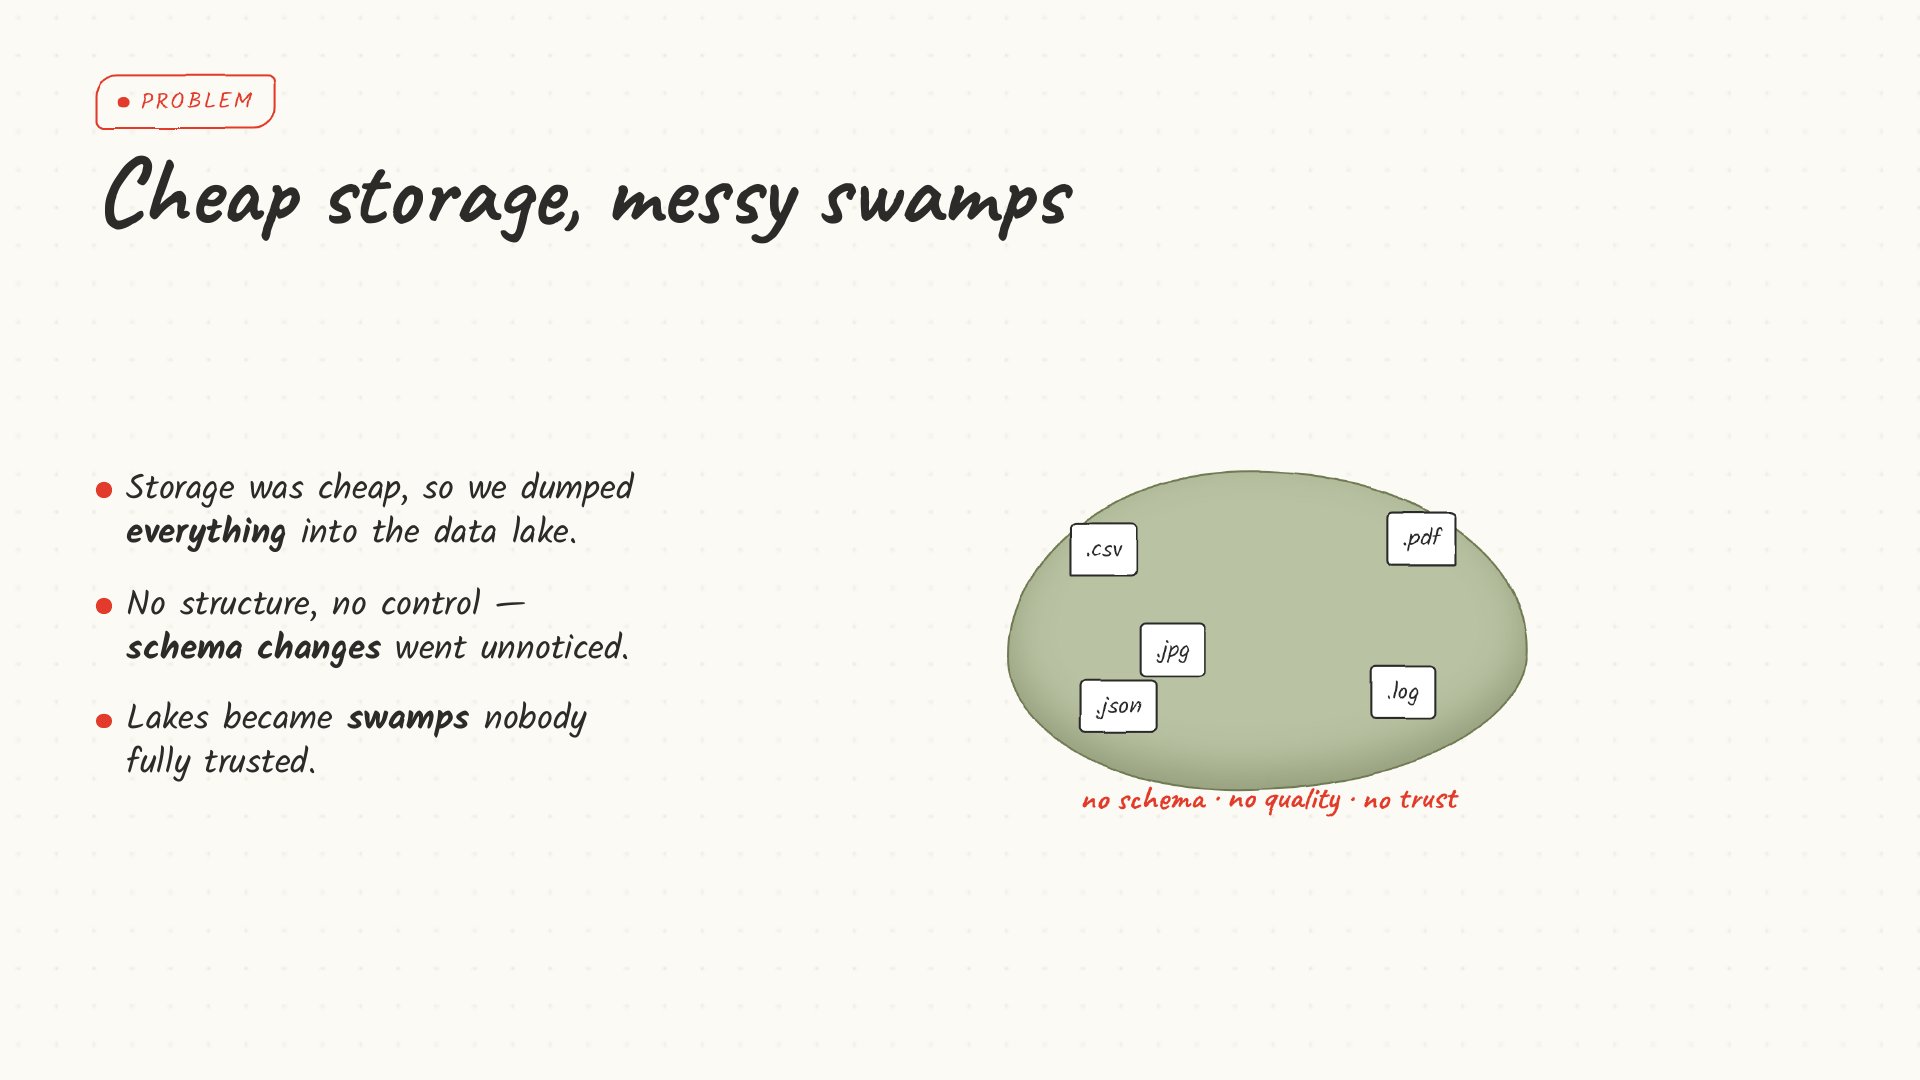 PROBLEM
Cheap storage, messy swamps
Storage was cheap, so we dumped
everything into the data lake.
No structure, no control —
schema changes went unnoticed.
Lakes became swamps nobody
fully trusted.
.csv
.pdf
.jpg
.json
.log
no schema · no quality · no trust